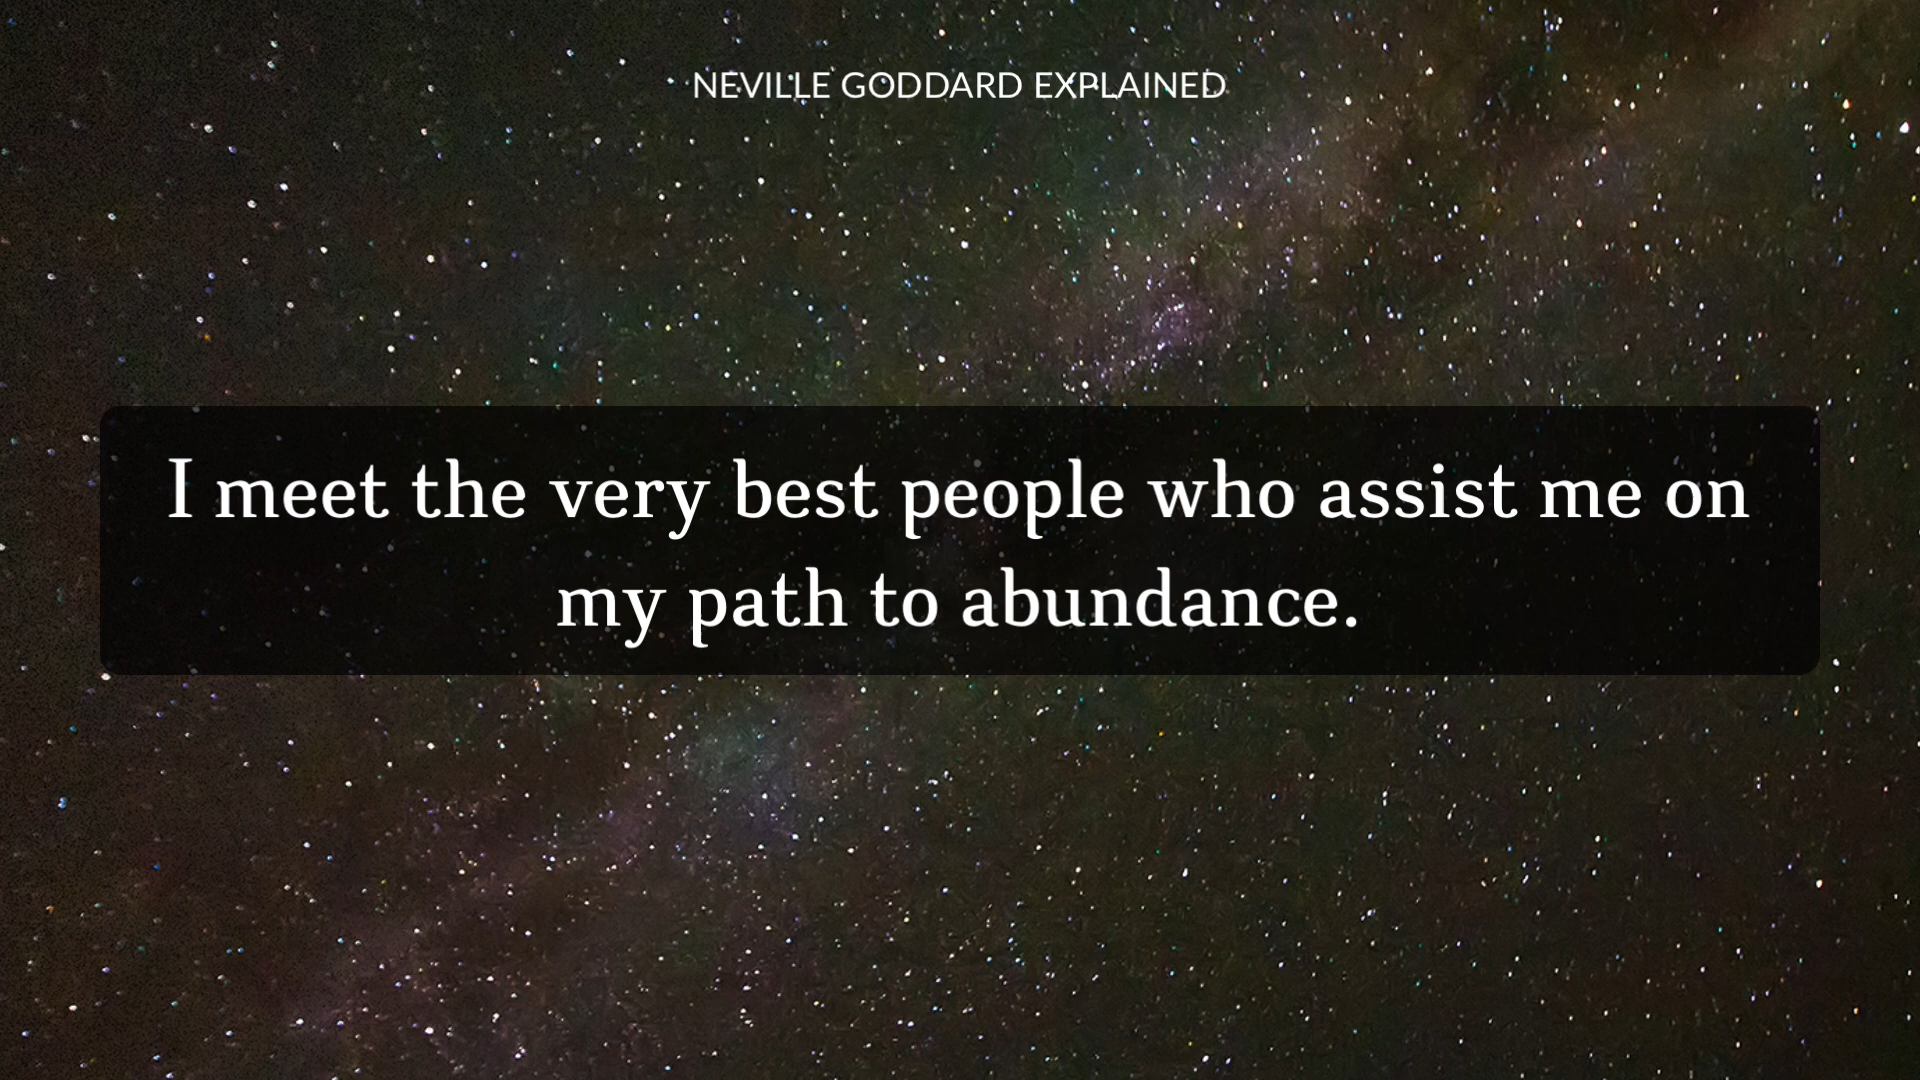 NEVILLE GODDARD EXPLAINED
I meet the very best people who assist me on
my path to abundance.